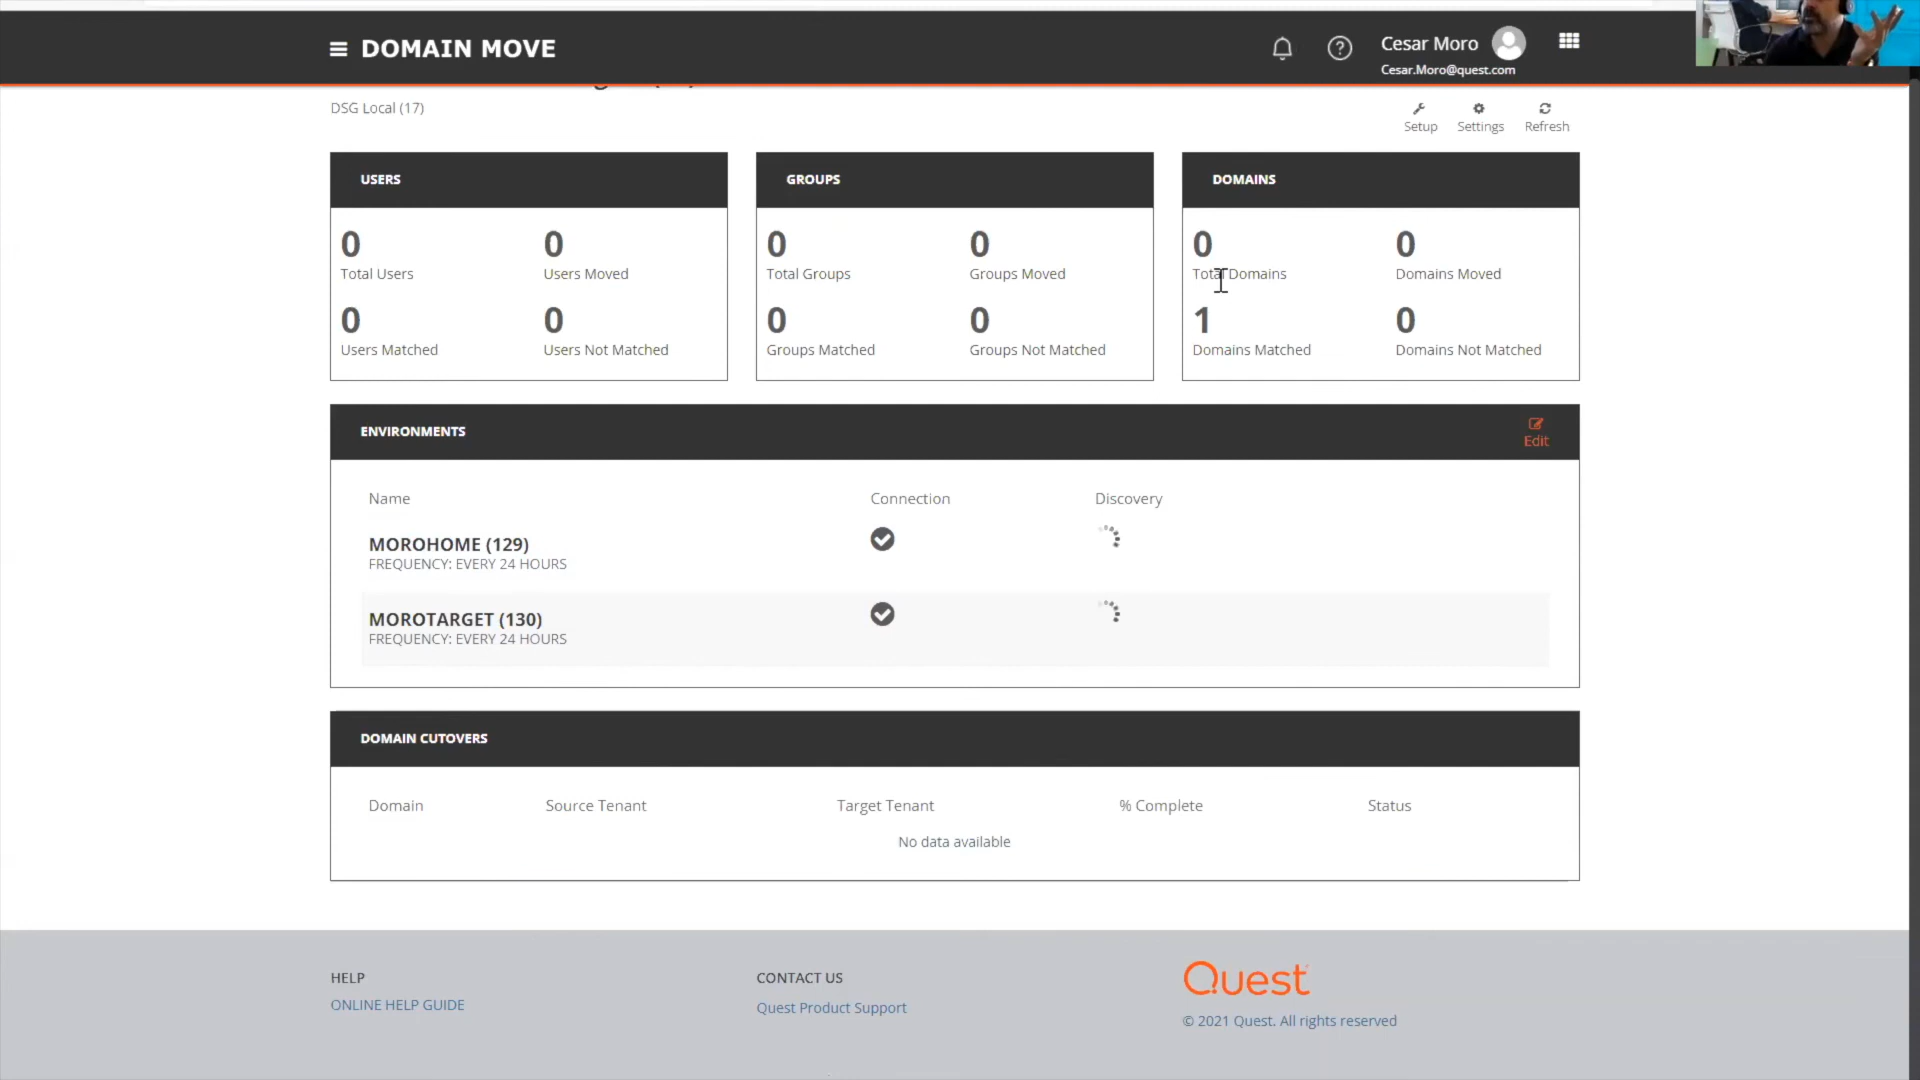 DOMAIN MOVE
Cesar Moro
Cesar.Moro@quest.com
DSG Local (17)
Setup
Settings
Refresh
USERS
GROUPS
DOMAINS
0
0
0
0
0
0
Total Users
Users Moved
Total Groups
Groups Moved
Total Domains
Domains Moved
0
0
0
0
1
0
Users Matched
Users Not Matched
Groups Matched
Groups Not Matched
Domains Matched
Domains Not Matched
ENVIRONMENTS
Edit
Name
Connection
Discovery
MOROHOME (129)
FREQUENCY: EVERY 24 HOURS
MOROTARGET (130)
FREQUENCY: EVERY 24 HOURS
DOMAIN CUTOVERS
Domain
Source Tenant
Target Tenant
% Complete
Status
No data available
HELP
ONLINE HELP GUIDE
CONTACT US
Quest Product Support
Quest
© 2021 Quest. All rights reserved